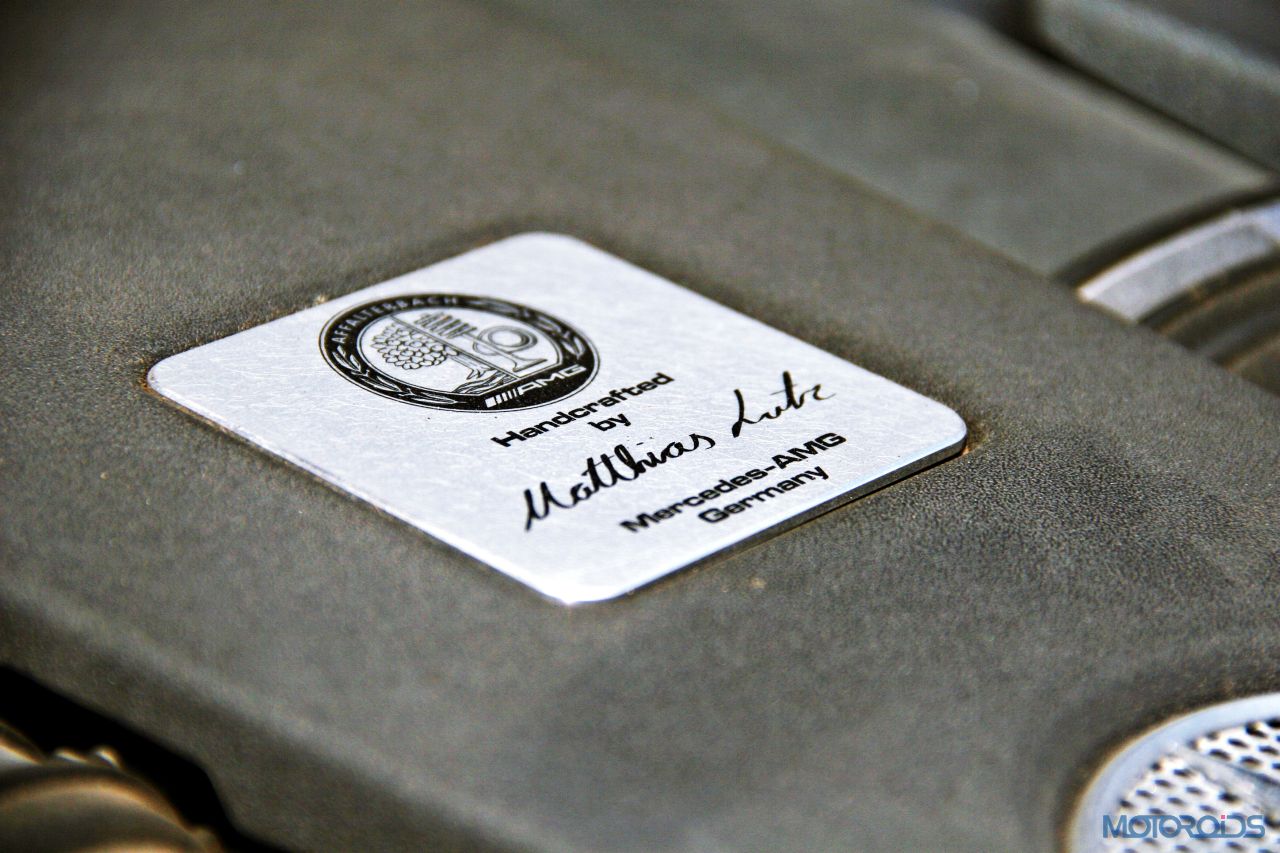 AFFALTERBACH
AMG
Handcrafted
by
Matthias Lutz
Mercedes-AMG
Germany
MOTOROIDS